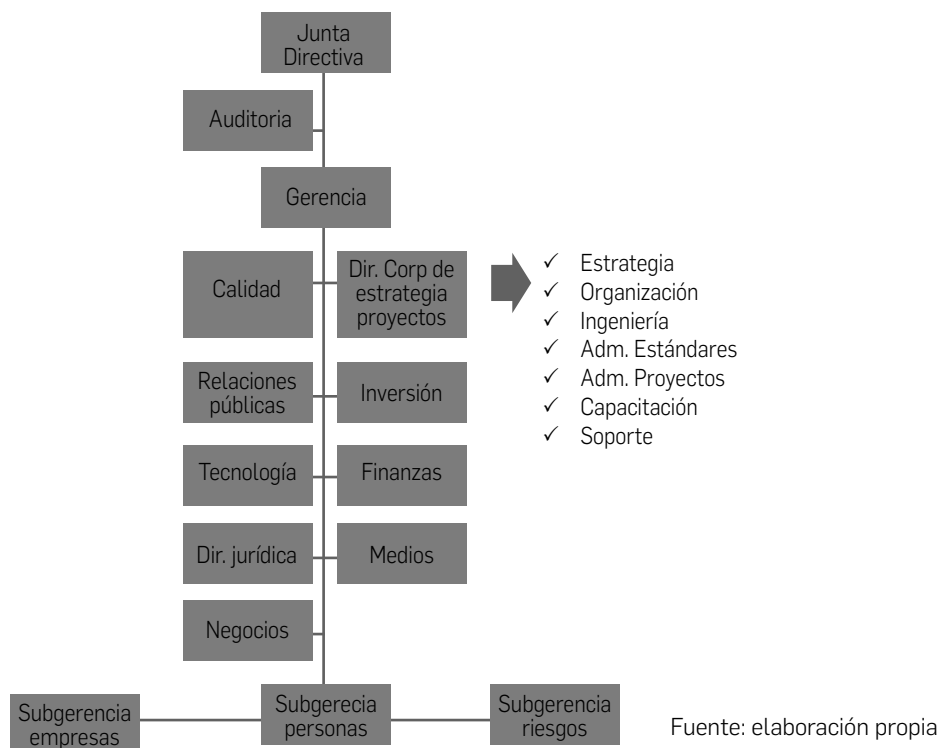 Junta
Directiva
Auditoria
Gerencia
Calidad
Dir. Corp de
estrategia
proyectos
✓ Estrategia
✓ Organización
✓ Ingeniería
✓ Adm. Estándares
✓ Adm. Proyectos
✓ Capacitación
✓ Soporte
Relaciones
públicas
Inversión
Tecnología
Finanzas
Dir. jurídica
Medios
Negocios
Subgerencia
empresas
Subgerecia
personas
Subgerencia
riesgos
Fuente: elaboración propia